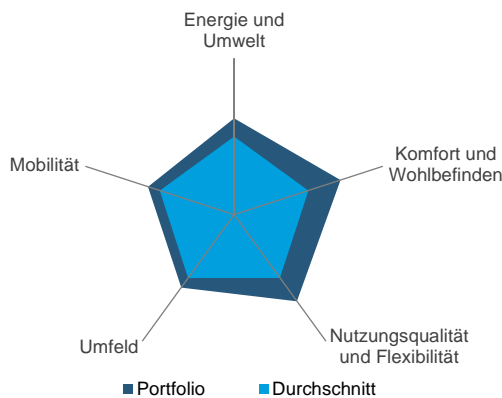 Energie und
Umwelt
Komfort und
Wohlbefinden
Nutzungsqualität
und Flexibilität
Umfeld
Mobilität
Portfolio
Durchschnitt